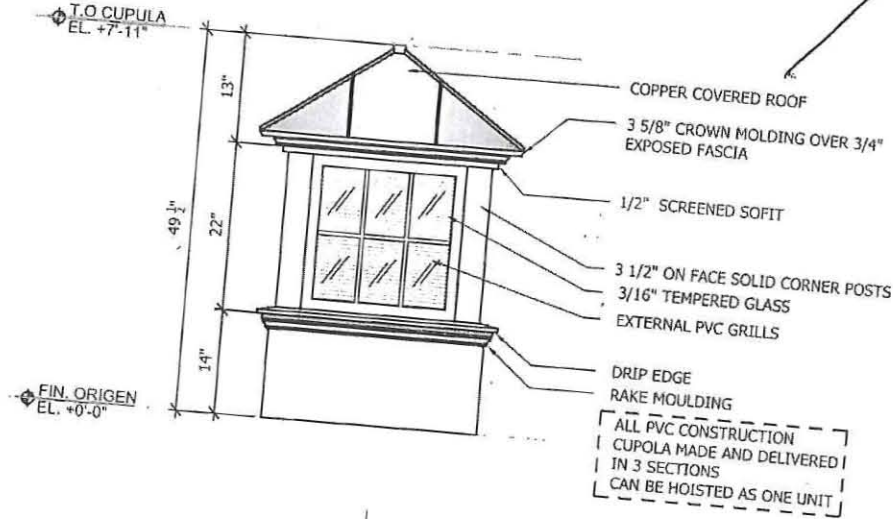 T.O CUPULA
EL. +7'-11"
13"
49 1/2"
22"
14"
FIN. ORIGEN
EL. +0'-0"
COPPER COVERED ROOF
3 5/8" CROWN MOLDING OVER 3/4"
EXPOSED FASCIA
1/2" SCREENED SOFIT
3 1/2" ON FACE SOLID CORNER POSTS
3/16" TEMPERED GLASS
EXTERNAL PVC GRILLS
DRIP EDGE
RAKE MOULDING
ALL PVC CONSTRUCTION
CUPOLA MADE AND DELIVERED
IN 3 SECTIONS
CAN BE HOISTED AS ONE UNIT